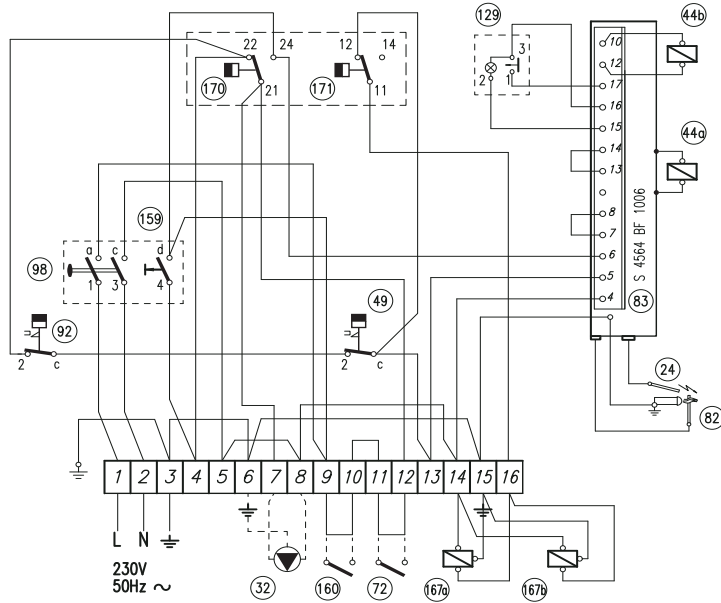 129
44b
22
24
12
14
3
10
12
170
171
2
1
17
21
11
16
15
44a
14
13
159
8
S 4564 BF 1006
a
c
d
7
98
6
1
3
4
5
49
4
83
92
2
c
2
c
24
82
1 2 3 4 5 6 7 8 9 10 11 12 13 14 15 16
L N
230V
50Hz ~
32
160
72
167a
167b